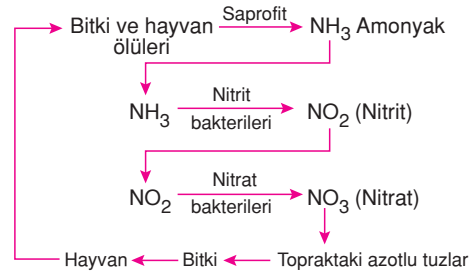 Bitki ve hayvan ölüleri Saprofit NH₃ Amonyak
NH₃ Nitrit bakterileri NO₂ (Nitrit)
NO₂ Nitrat bakterileri NO₃ (Nitrat)
Hayvan Bitki Topraktaki azotlu tuzlar